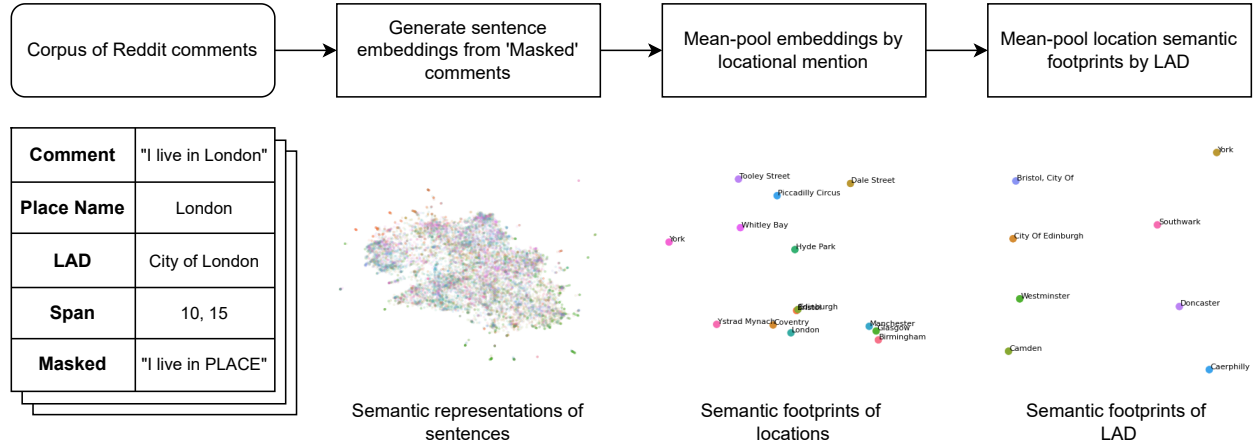 Corpus of Reddit comments
Generate sentence
embeddings from 'Masked'
comments
Mean-pool embeddings by
locational mention
Mean-pool location semantic
footprints by LAD
Comment
"I live in London"
Place Name
London
LAD
City of London
Span
10, 15
Masked
"I live in PLACE"
Tooley Street
Dale Street
Piccadilly Circus
Whitley Bay
York
Hyde Park
Edinburgh
Bristol
Ystrad Mynach
Coventry
London
Manchester
Glasgow
Birmingham
York
Bristol, City Of
Southwark
City Of Edinburgh
Westminster
Doncaster
Camden
Caerphilly
Semantic representations of
sentences
Semantic footprints of
locations
Semantic footprints of
LAD